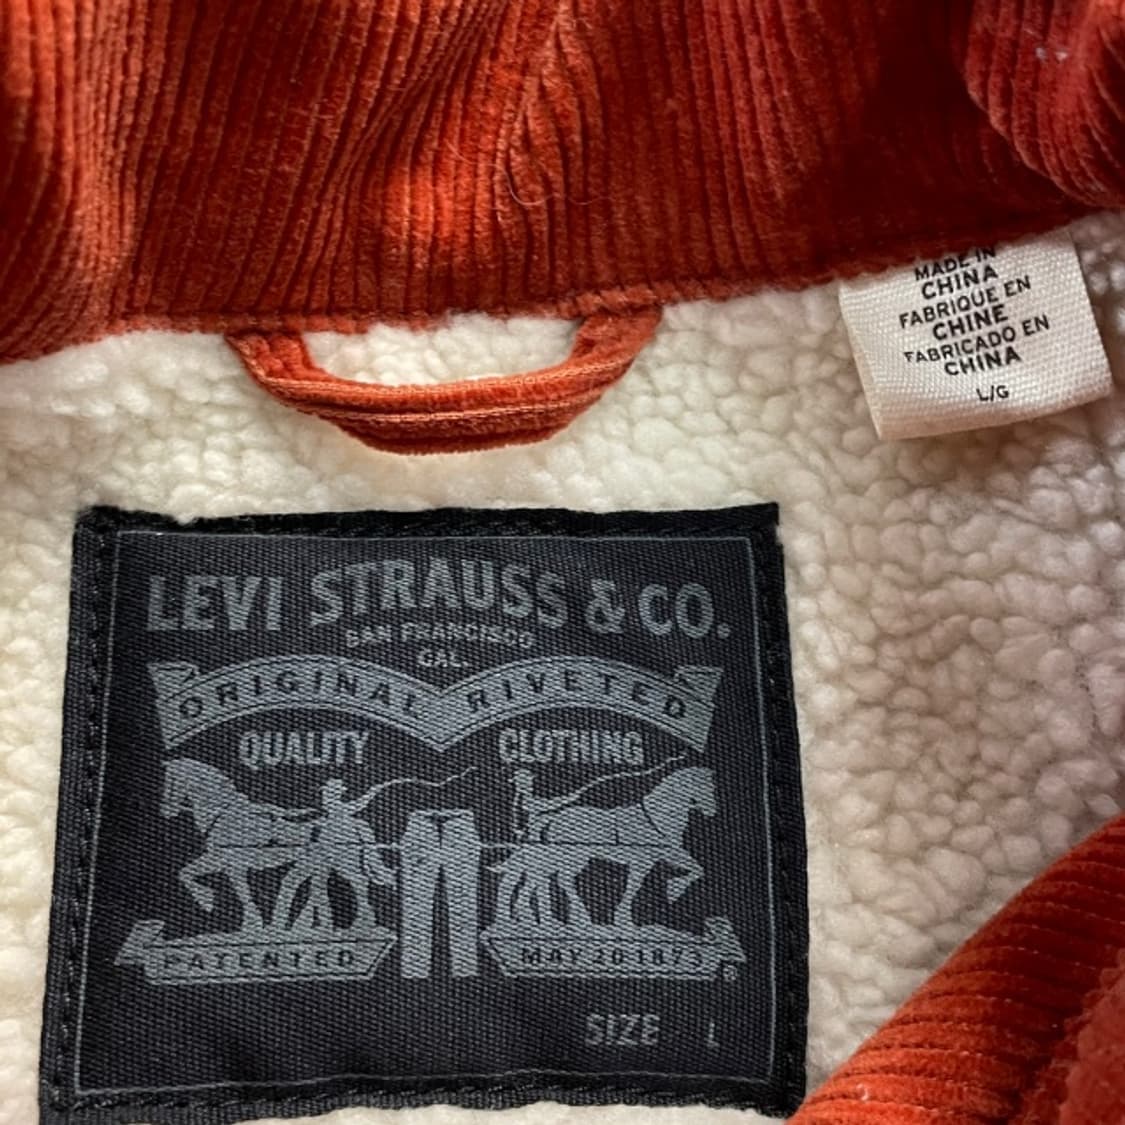 MADE IN
CHINA
FABRIQUE EN
CHINE
FABRICADO EN
CHINA
L/G
LEVI STRAUSS & CO.
SAN FRANCISCO
CAL.
ORIGINAL RIVETED
QUALITY CLOTHING
PATENTED MAY 20 1873 ®
SIZE L